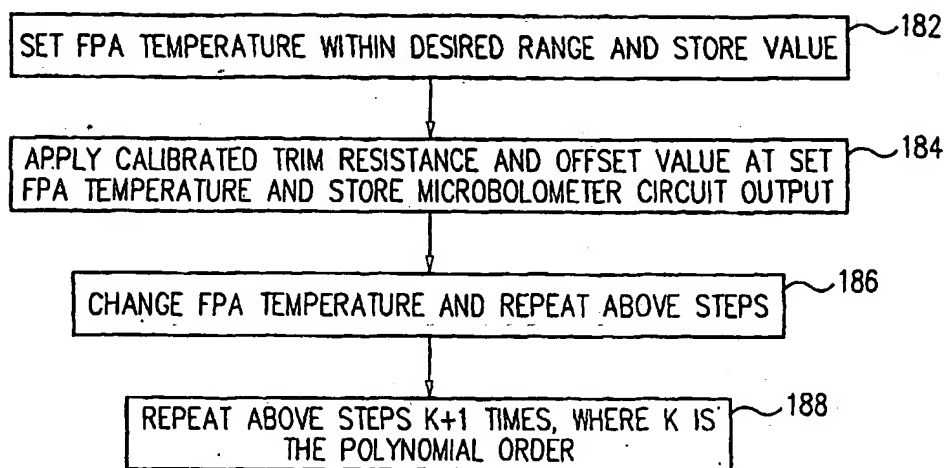 SET FPA TEMPERATURE WITHIN DESIRED RANGE AND STORE VALUE
182
APPLY CALIBRATED TRIM RESISTANCE AND OFFSET VALUE AT SET
FPA TEMPERATURE AND STORE MICROBOLOMETER CIRCUIT OUTPUT
184
CHANGE FPA TEMPERATURE AND REPEAT ABOVE STEPS
186
REPEAT ABOVE STEPS K+1 TIMES, WHERE K IS
THE POLYNOMIAL ORDER
188